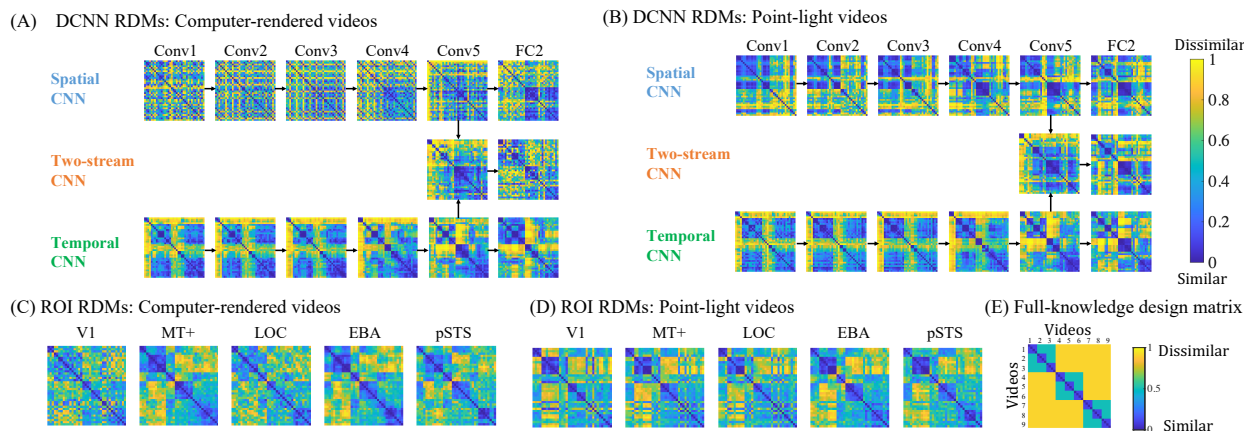 (A) DCNN RDMs: Computer-rendered videos
Conv1 Conv2 Conv3 Conv4 Conv5 FC2
Spatial
CNN
Two-stream
CNN
Temporal
CNN
(B) DCNN RDMs: Point-light videos
Conv1 Conv2 Conv3 Conv4 Conv5 FC2
Spatial
CNN
Two-stream
CNN
Temporal
CNN
Dissimilar
1
0.8
0.6
0.4
0.2
0
Similar
(C) ROI RDMs: Computer-rendered videos
V1 MT+ LOC EBA pSTS
(D) ROI RDMs: Point-light videos
V1 MT+ LOC EBA pSTS
(E) Full-knowledge design matrix
Videos
1 2 3 4 5 6 7 8 9
Videos
1
2
3
4
5
6
7
8
9
1 Dissimilar
0.5
0 Similar